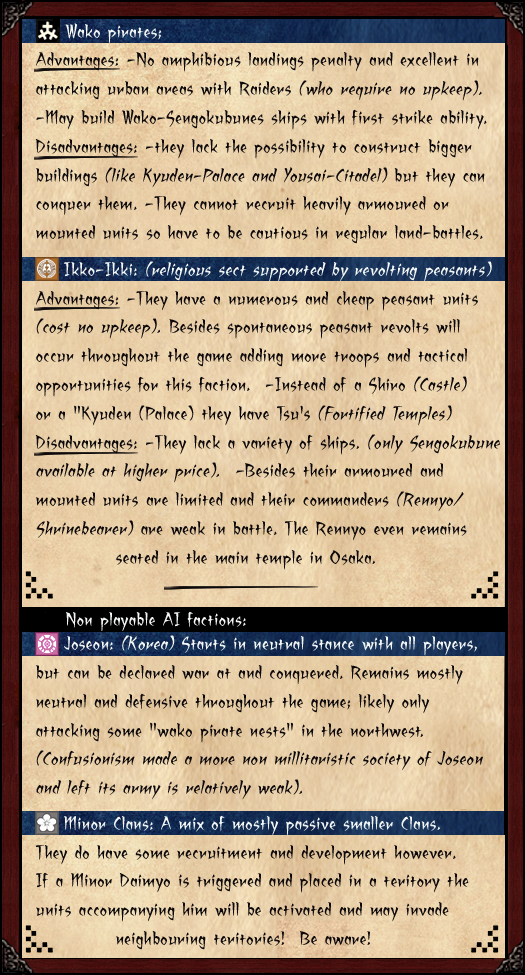 Wako pirates:
Advantages: -No amphibious landings penalty and excellent in
attacking urban areas with Raiders (who require no upkeep).
-May build Wako-Sengokubunes ships with first strike ability.
Disadvantages: -they lack the possibility to construct bigger
buildings (like Kyuden-Palace and Yousai-Citadel) but they can
conquer them. -They cannot recruit heavily armoured or
mounted units so have to be cautious in regular land-battles.
Ikko-Ikki: (religious sect supported by revolting peasants)
Advantages: -They have a numerous and cheap peasant units
(cost no upkeep). Besides spontaneous peasant revolts will
occur throughout the game adding more troops and tactical
opportunities for this faction. -Instead of a Shiro (Castle)
or a "Kyuden (Palace) they have Tsu's (Fortified Temples)
Disadvantages: -They lack a variety of ships. (only Sengokubune
available at higher price). -Besides their armoured and
mounted units are limited and their commanders (Rennyo/
Shrinebearer) are weak in battle. The Rennyo even remains
seated in the main temple in Osaka.
Non playable AI factions:
Joseon: (Korea) Starts in neutral stance with all players,
but can be declared war at and conquered. Remains mostly
neutral and defensive throughout the game; likely only
attacking some "wako pirate nests" in the northwest.
(Confusionism made a more non millitaristic society of Joseon
and left its army is relatively weak).
Minor Clans: A mix of mostly passive smaller Clans.
They do have some recruitment and development however.
If a Minor Daimyo is triggered and placed in a teritory the
units accompanying him will be activated and may invade
neighbouring teritories! Be aware!